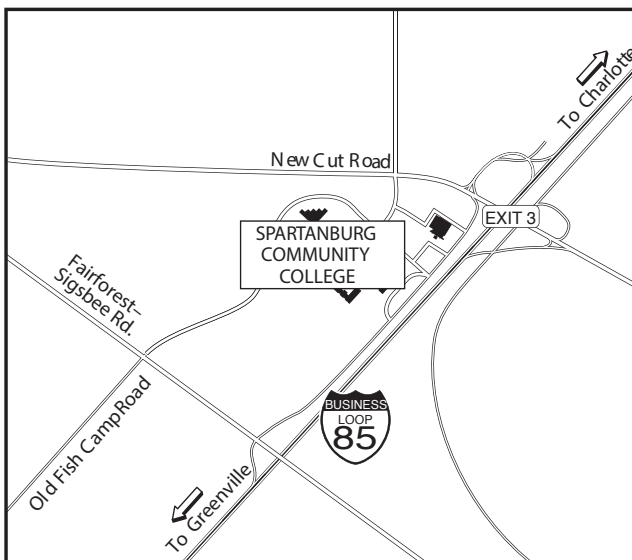 To Charlotte
New Cut Road
EXIT 3
SPARTANBURG
COMMUNITY
COLLEGE
Fairforest–
Sigsbee Rd.
Old Fish Camp Road
BUSINESS
LOOP
85
To Greenville